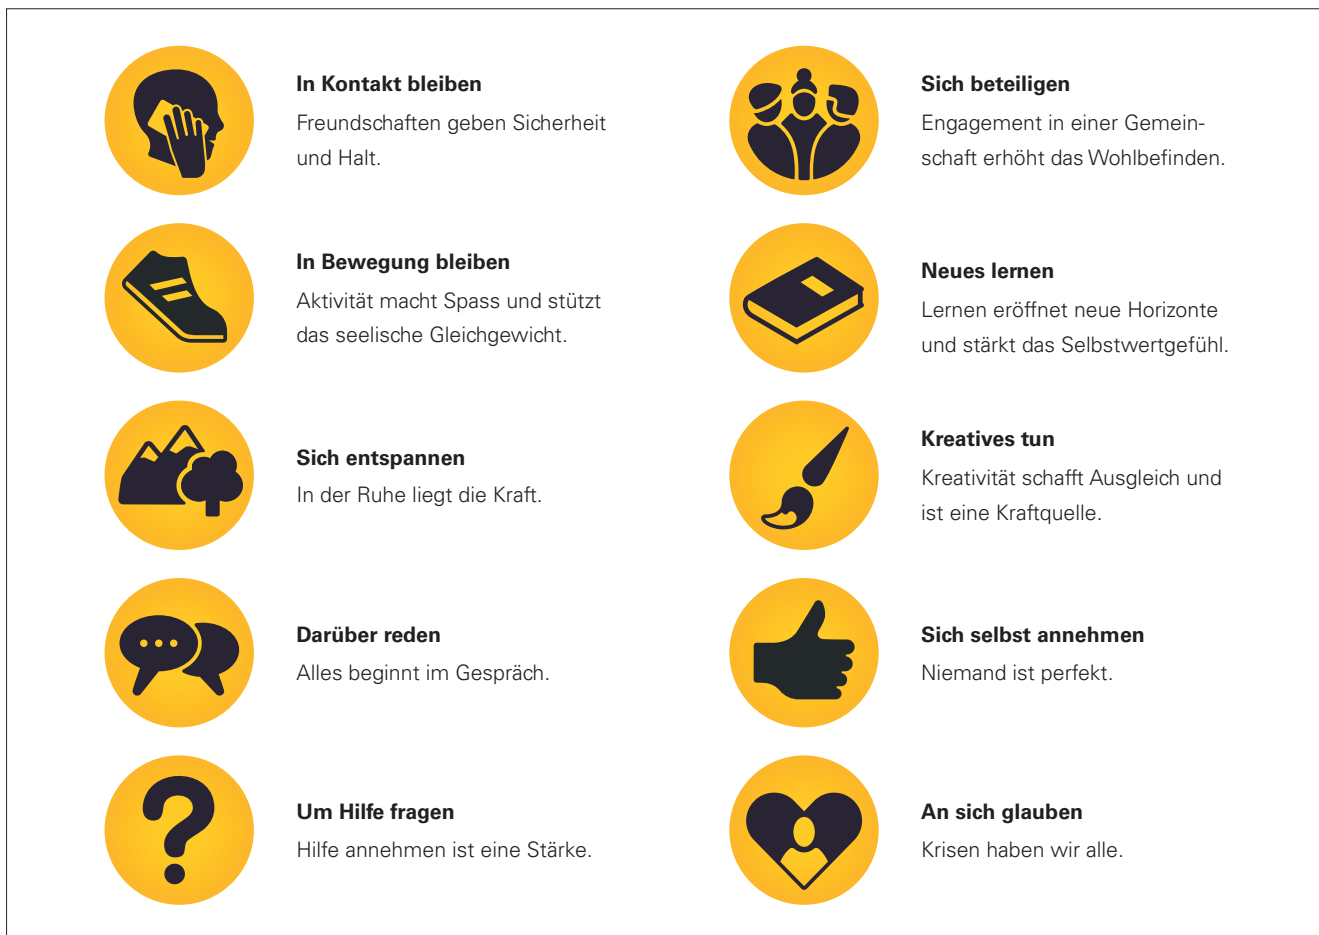 In Kontakt bleiben
Freundschaften geben Sicherheit
und Halt.
In Bewegung bleiben
Aktivität macht Spass und stützt
das seelische Gleichgewicht.
Sich entspannen
In der Ruhe liegt die Kraft.
Darüber reden
Alles beginnt im Gespräch.
Um Hilfe fragen
Hilfe annehmen ist eine Stärke.
Sich beteiligen
Engagement in einer Gemein-
schaft erhöht das Wohlbefinden.
Neues lernen
Lernen eröffnet neue Horizonte
und stärkt das Selbstwertgefühl.
Kreatives tun
Kreativität schafft Ausgleich und
ist eine Kraftquelle.
Sich selbst annehmen
Niemand ist perfekt.
An sich glauben
Krisen haben wir alle.